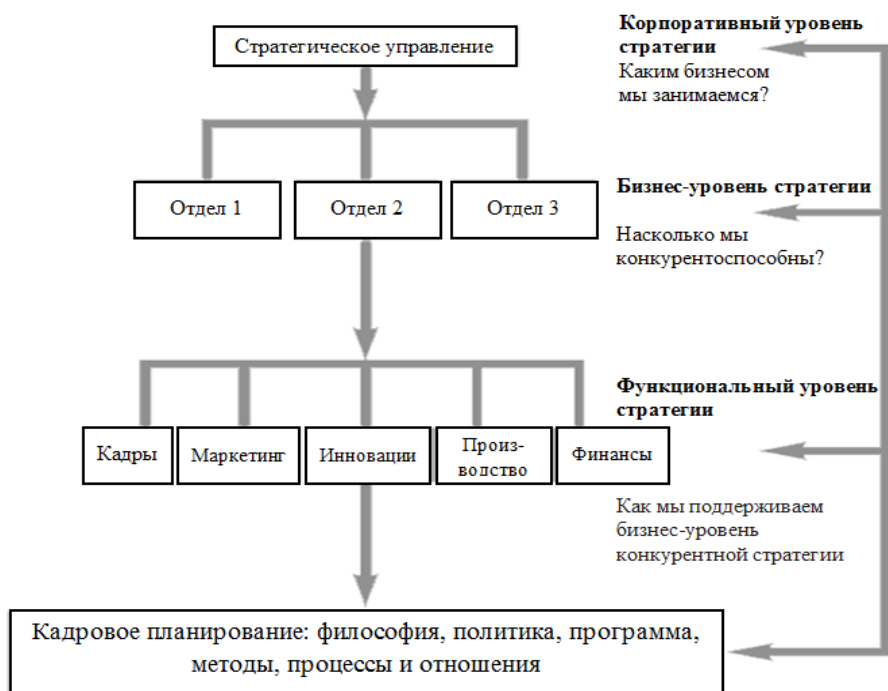 Стратегическое управление
Корпоративный уровень
стратегии
Каким бизнесом
мы занимаемся?
Отдел 1
Отдел 2
Отдел 3
Бизнес-уровень стратегии
Насколько мы
конкурентоспособны?
Функциональный уровень
стратегии
Кадры
Маркетинг
Инновации
Произ-
водство
Финансы
Как мы поддерживаем
бизнес-уровень
конкурентной стратегии
Кадровое планирование: философия, политика, программа,
методы, процессы и отношения